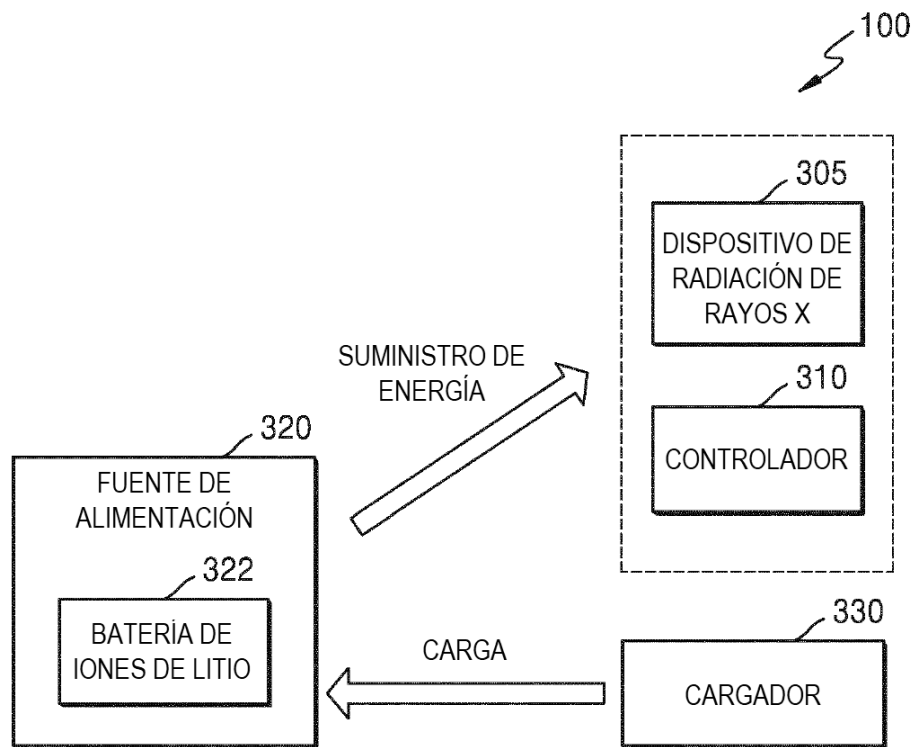 100
305
DISPOSITIVO DE
RADIACIÓN DE
RAYOS X
SUMINISTRO DE
ENERGÍA
310
CONTROLADOR
320
FUENTE DE
ALIMENTACIÓN
322
BATERÍA DE
IONES DE LITIO
CARGA
330
CARGADOR